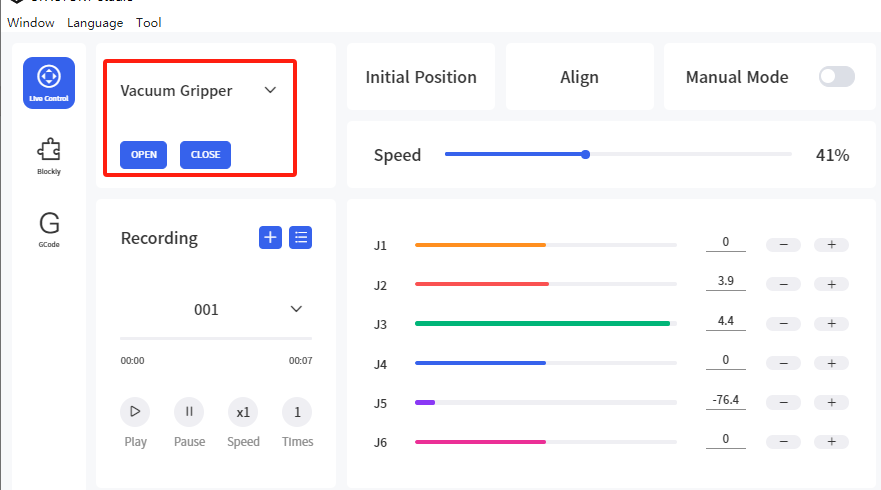 Studio
Window Language Tool
Live Control
Blockly
G
GCode
Vacuum Gripper
OPEN CLOSE
Initial Position
Align
Manual Mode
Speed 41%
Recording
001
00:00 00:07
x1 1
Play Pause Speed Times
J1 0 − +
J2 3.9 − +
J3 4.4 − +
J4 0 − +
J5 -76.4 − +
J6 0 − +